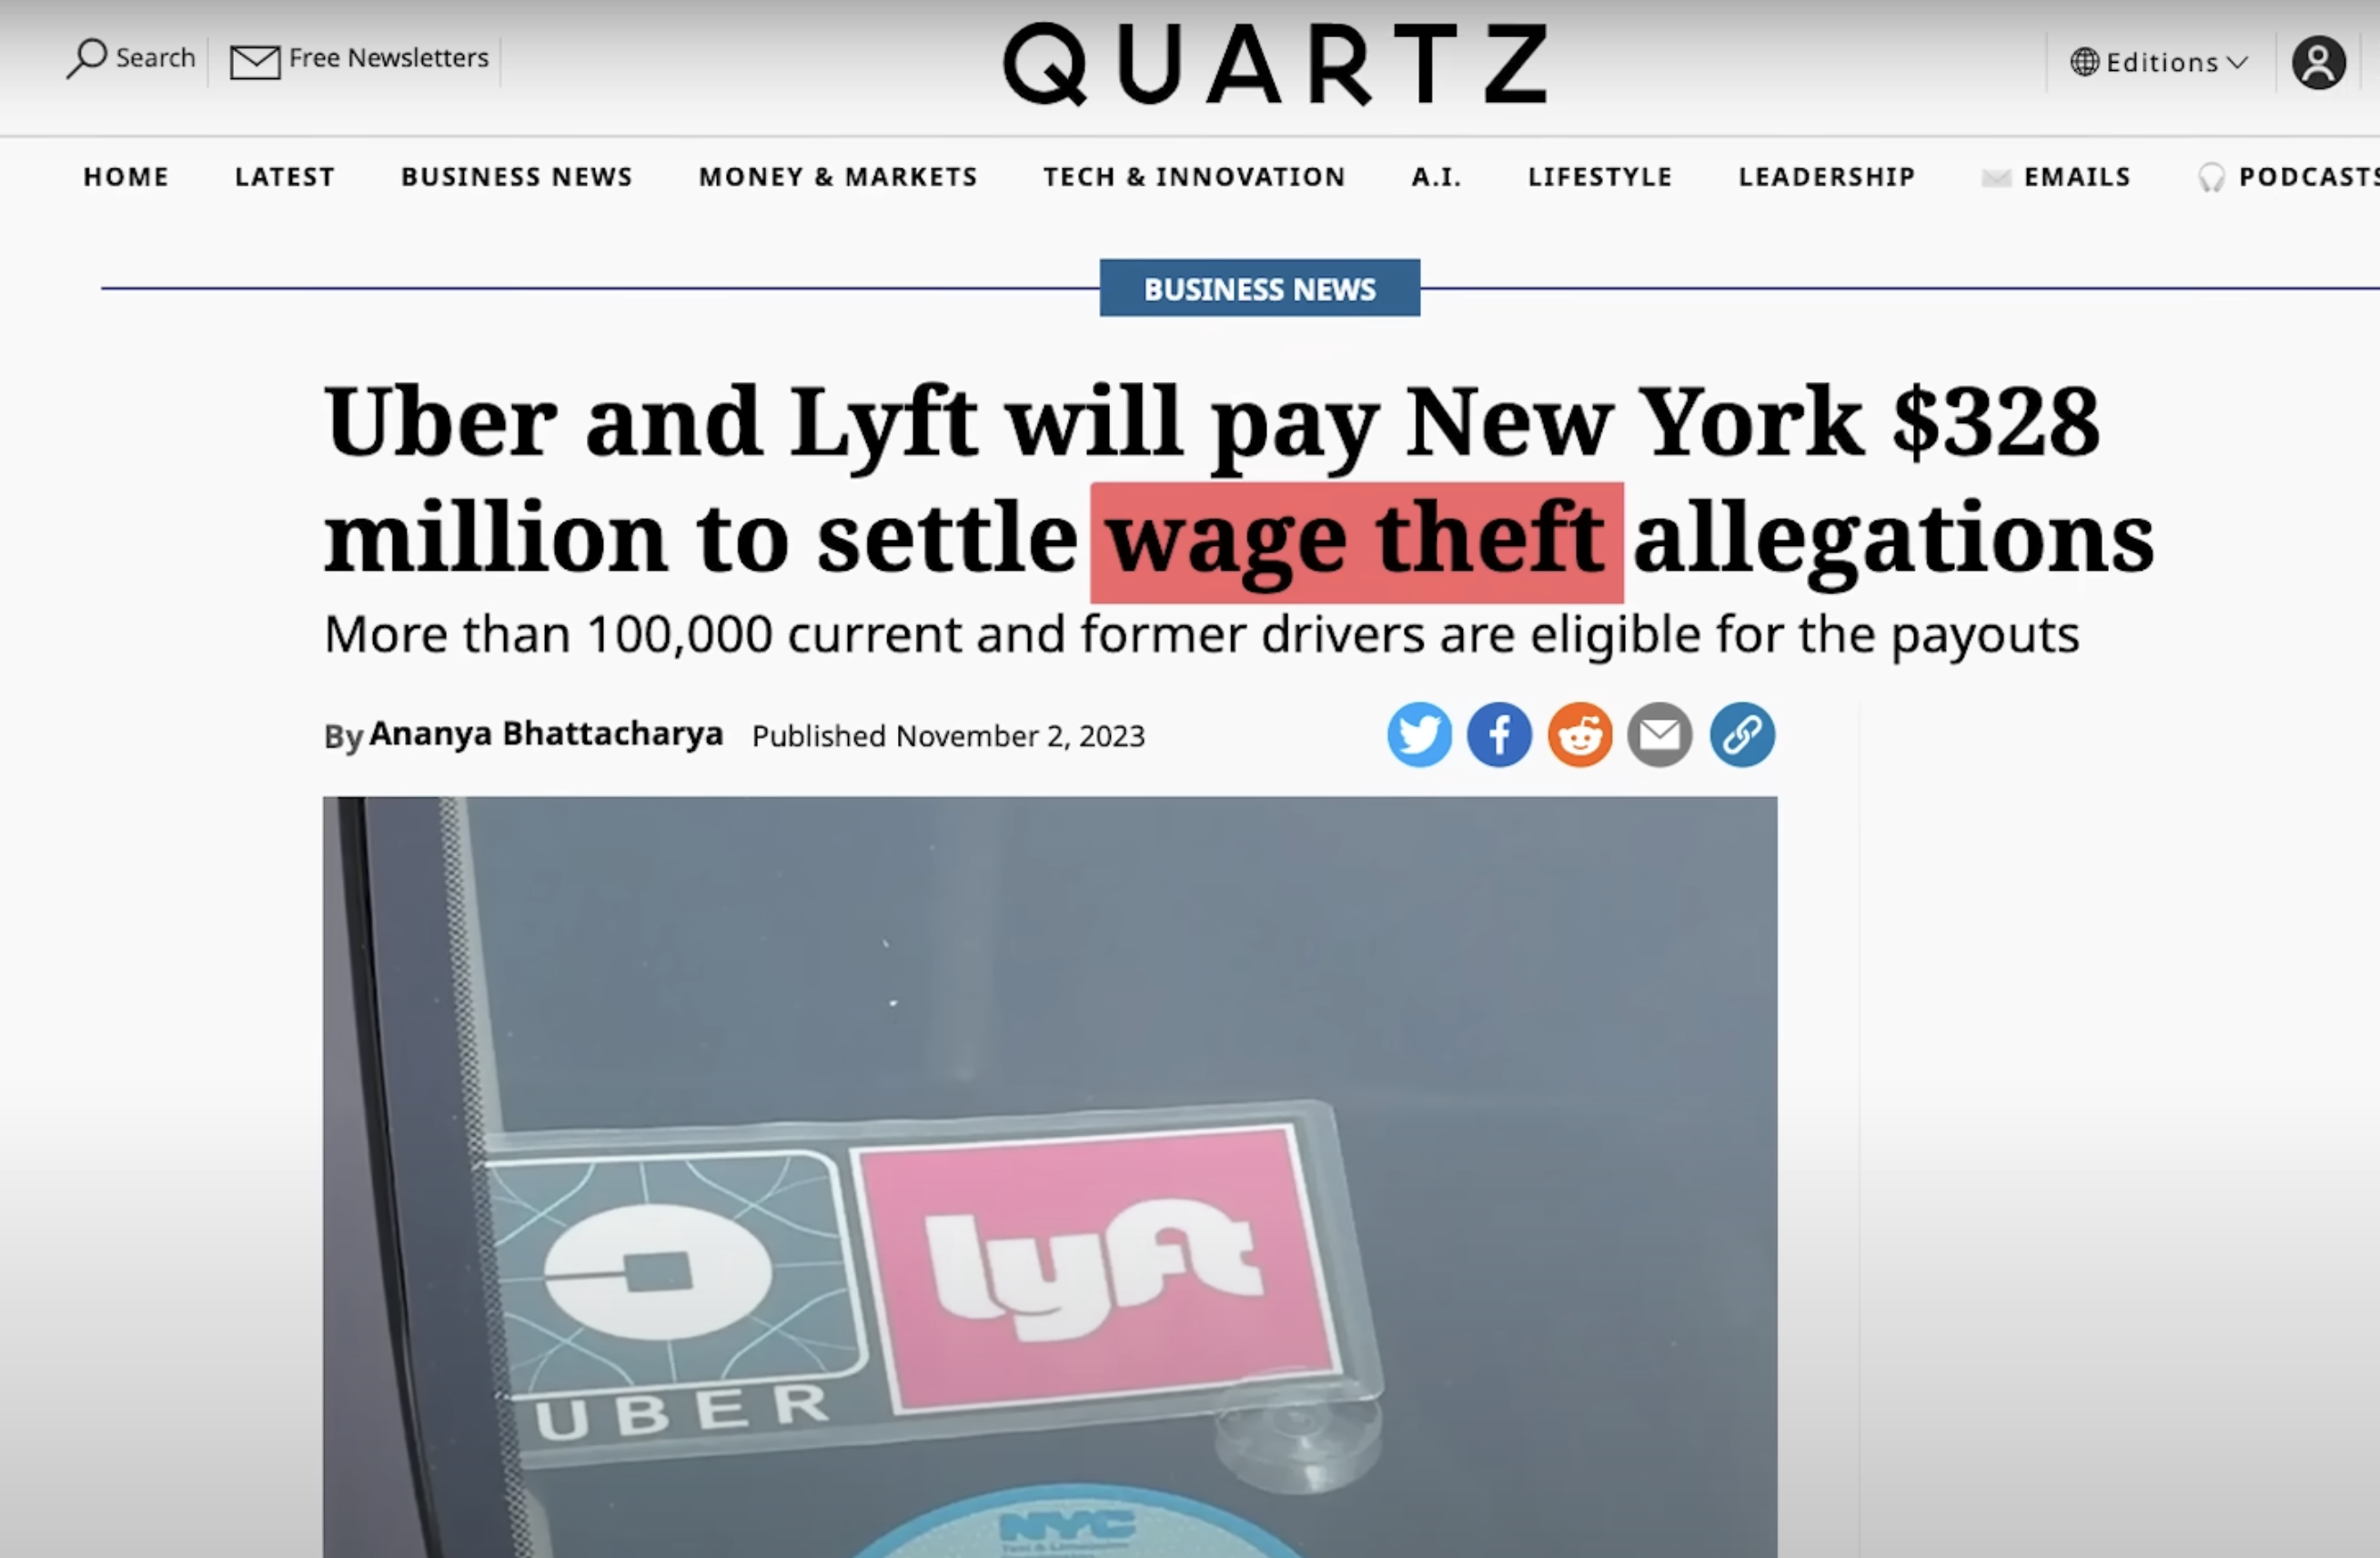 QUARTZ
Search
Free Newsletters
Editions
HOME LATEST BUSINESS NEWS MONEY & MARKETS TECH & INNOVATION A.I. LIFESTYLE LEADERSHIP EMAILS PODCASTS
BUSINESS NEWS
Uber and Lyft will pay New York $328
million to settle wage theft allegations
More than 100,000 current and former drivers are eligible for the payouts
By Ananya Bhattacharya Published November 2, 2023
lyft
UBER
NYC